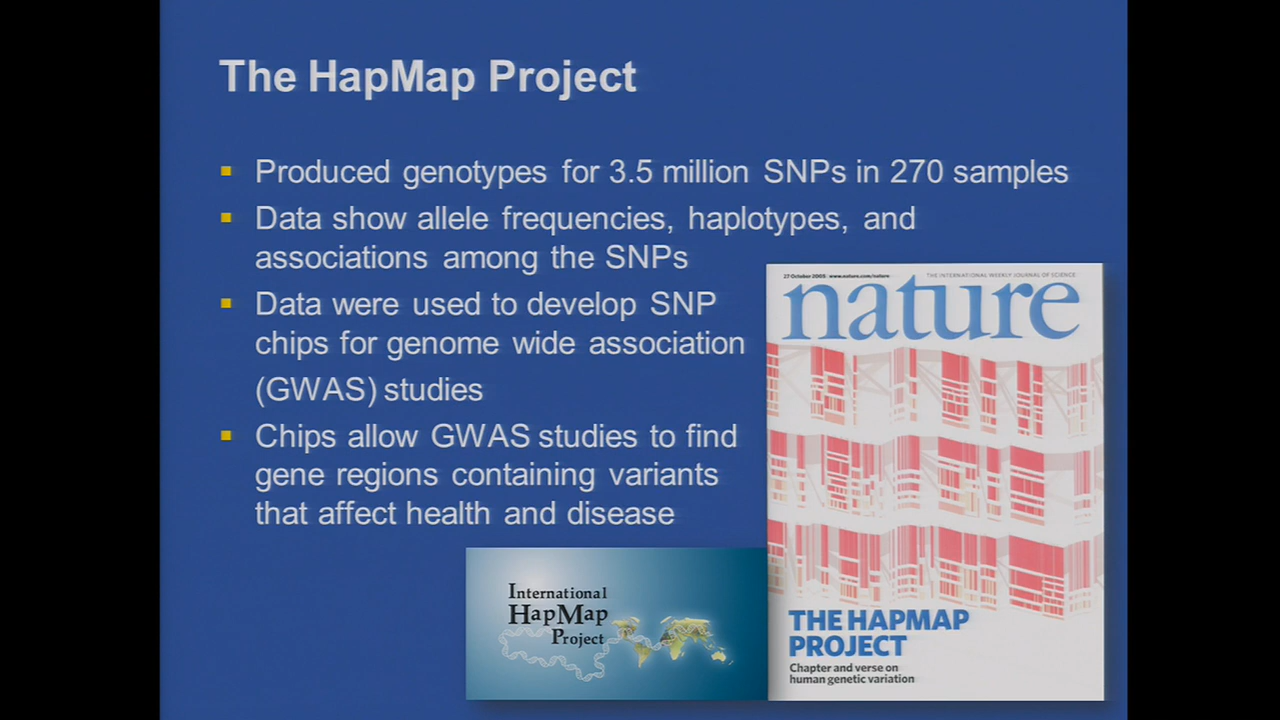 The HapMap Project
Produced genotypes for 3.5 million SNPs in 270 samples
Data show allele frequencies, haplotypes, and
associations among the SNPs
Data were used to develop SNP
chips for genome wide association
(GWAS) studies
Chips allow GWAS studies to find
gene regions containing variants
that affect health and disease
27 October 2005 www.nature.com/nature THE INTERNATIONAL WEEKLY JOURNAL OF SCIENCE
nature
THE HAPMAP
PROJECT
Chapter and verse on
human genetic variation
International
HapMap
Project